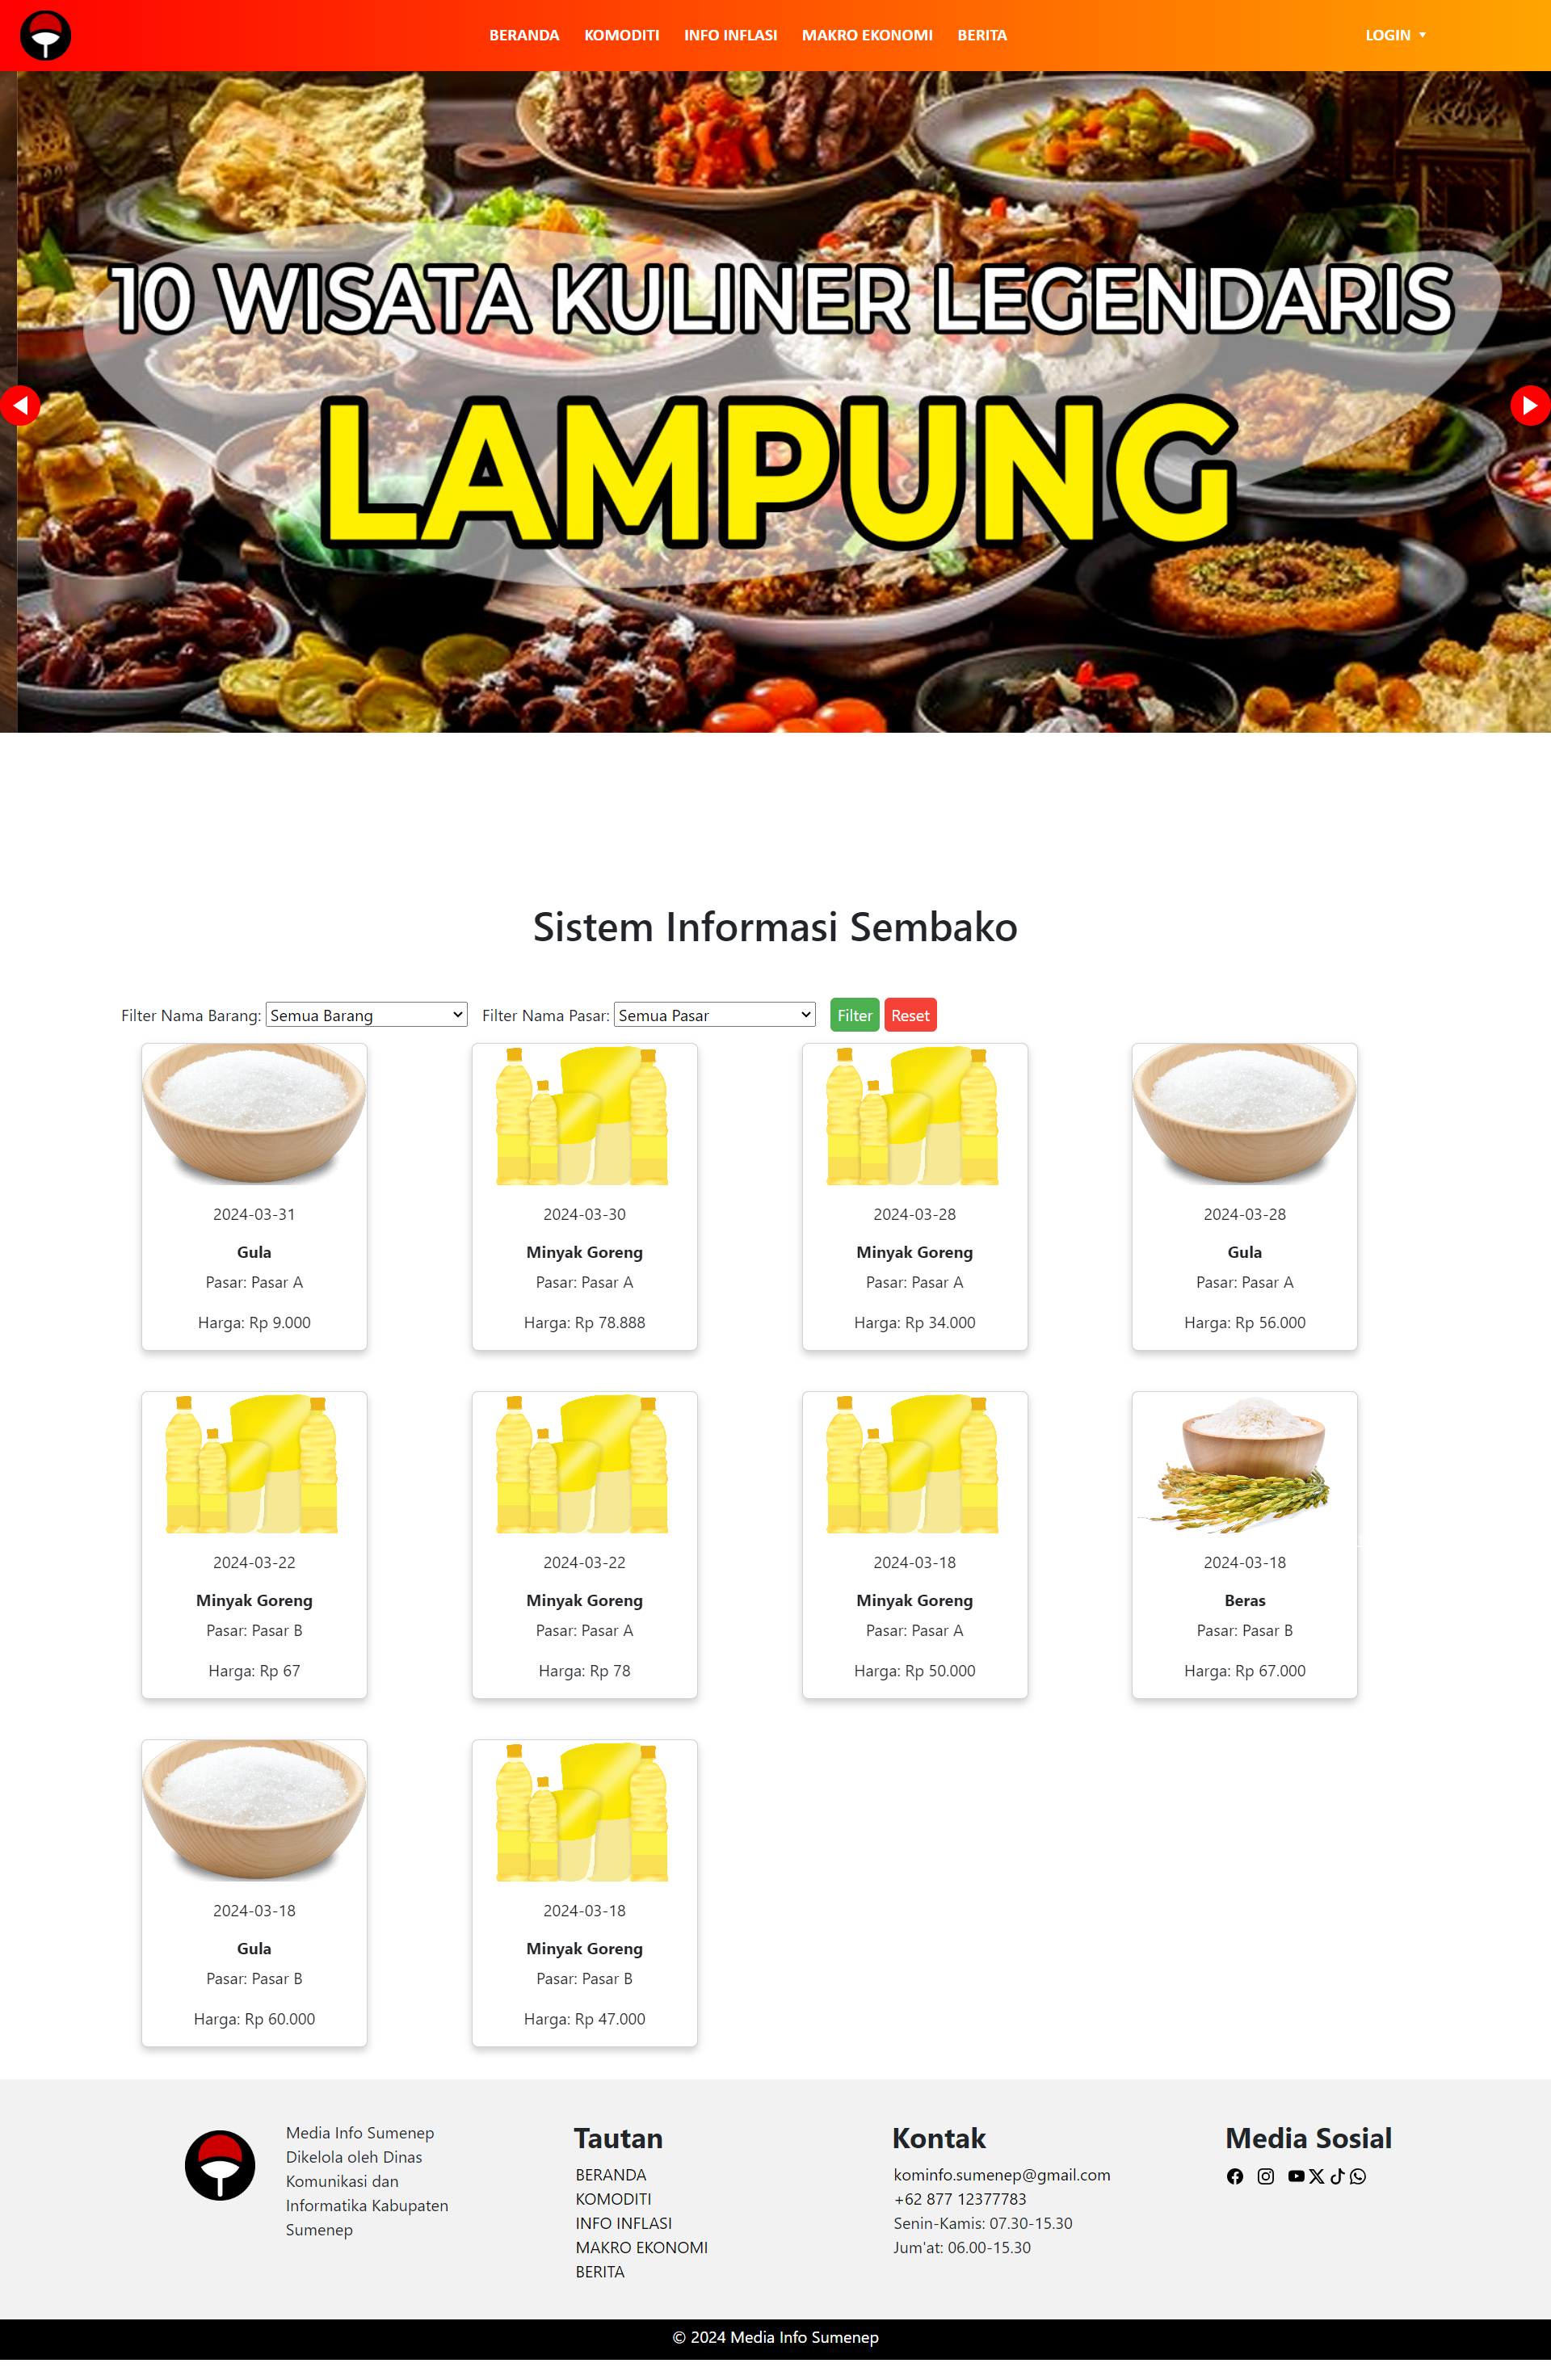 BERANDA KOMODITI INFO INFLASI MAKRO EKONOMI BERITA LOGIN
10 WISATA KULINER LEGENDARIS
LAMPUNG
Sistem Informasi Sembako
Filter Nama Barang: Semua Barang Filter Nama Pasar: Semua Pasar Filter Reset
2024-03-31
Gula
Pasar: Pasar A
Harga: Rp 9.000
2024-03-30
Minyak Goreng
Pasar: Pasar A
Harga: Rp 78.888
2024-03-28
Minyak Goreng
Pasar: Pasar A
Harga: Rp 34.000
2024-03-28
Gula
Pasar: Pasar A
Harga: Rp 56.000
2024-03-22
Minyak Goreng
Pasar: Pasar B
Harga: Rp 67
2024-03-22
Minyak Goreng
Pasar: Pasar A
Harga: Rp 78
2024-03-18
Minyak Goreng
Pasar: Pasar A
Harga: Rp 50.000
2024-03-18
Beras
Pasar: Pasar B
Harga: Rp 67.000
2024-03-18
Gula
Pasar: Pasar B
Harga: Rp 60.000
2024-03-18
Minyak Goreng
Pasar: Pasar B
Harga: Rp 47.000
Media Info Sumenep
Dikelola oleh Dinas
Komunikasi dan
Informatika Kabupaten
Sumenep
Tautan
BERANDA
KOMODITI
INFO INFLASI
MAKRO EKONOMI
BERITA
Kontak
kominfo.sumenep@gmail.com
+62 877 12377783
Senin-Kamis: 07.30-15.30
Jum'at: 06.00-15.30
Media Sosial
© 2024 Media Info Sumenep